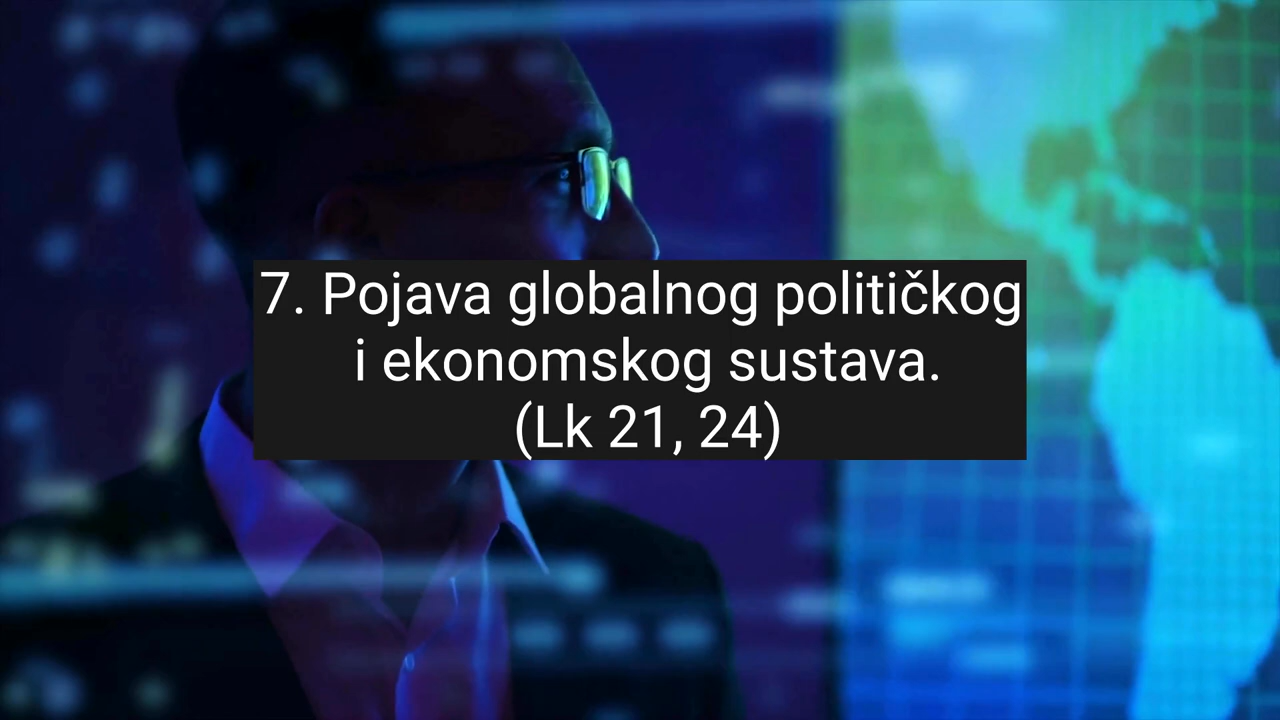 7. Pojava globalnog političkog
i ekonomskog sustava.
(Lk 21, 24)